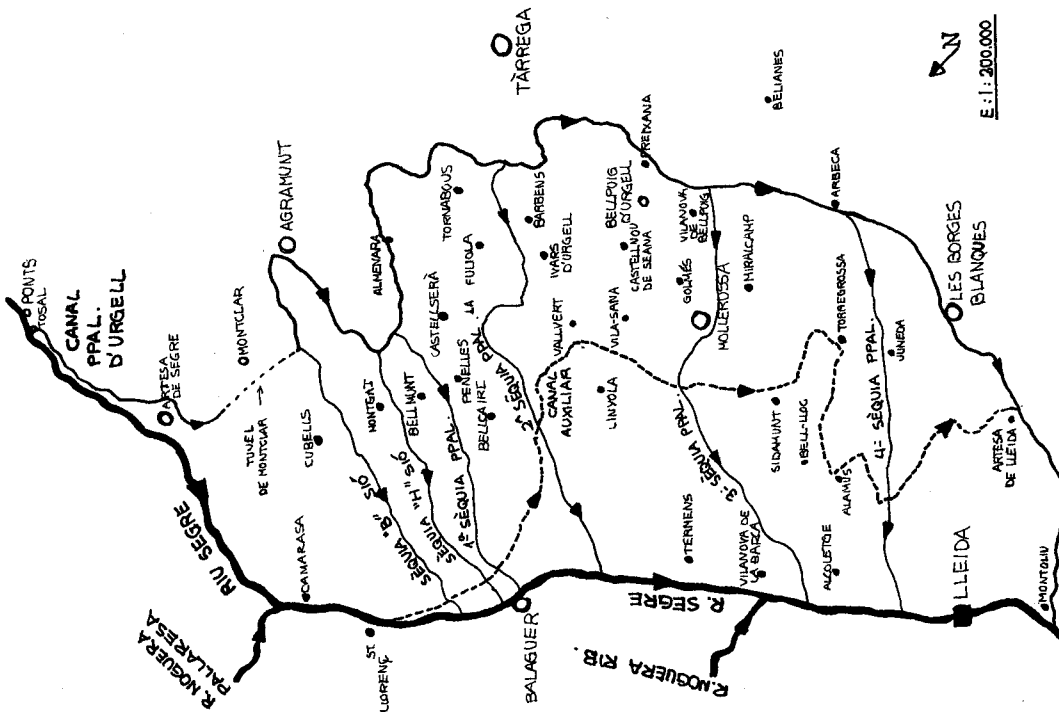 PONTS
TOSAL
CANAL
PPAL.
D'URGELL
ARTESA
DE SEGRE
MONTCLAR
TUNEL
DE MONTCLAR
AGRAMUNT
TÀRREGA
N
E:1:200.000
CUBELLS
RIU SEGRE
CAMARASA
R. NOGUERA
PALLARESA
ST.
LLORENÇ
ALMENARA
MONTGAI
BELLMUNT
CASTELLSERÀ
PENELLES
BELLCAIRE
TORNABOUS
LA FULIOLA
SÈQUIA "B" SIÓ
SÈQUIA "H" SIÓ
1ª SÈQUIA PPAL.
2ª SÈQUIA PPAL.
BALAGUER
BARBENS
IVARS
D'URGELL
VALLVERT
CANAL
AUXILIAR
LINYOLA
VILA-SANA
CASTELLNOU
DE SEANA
BELLPUIG
D'URGELL
PREIXANA
BELIANES
VILANOVA
DE
BELLPUIG
GOLMÉS
MOLLERUSSA
MIRALCAMP
3ª SÈQUIA PPAL.
TERMENS
R. SEGRE
VILANOVA DE
LA BARCA
R. NOGUERA RIB.
SIDAMUNT
BELL-LLOC
TORREGROSSA
ARBECA
ALAMUS
ALCOLETGE
4ª SÈQUIA PPAL.
JUNEDA
LES BORGES
BLANQUES
LLEIDA
ARTESA
DE LLEIDA
MONTOLIU